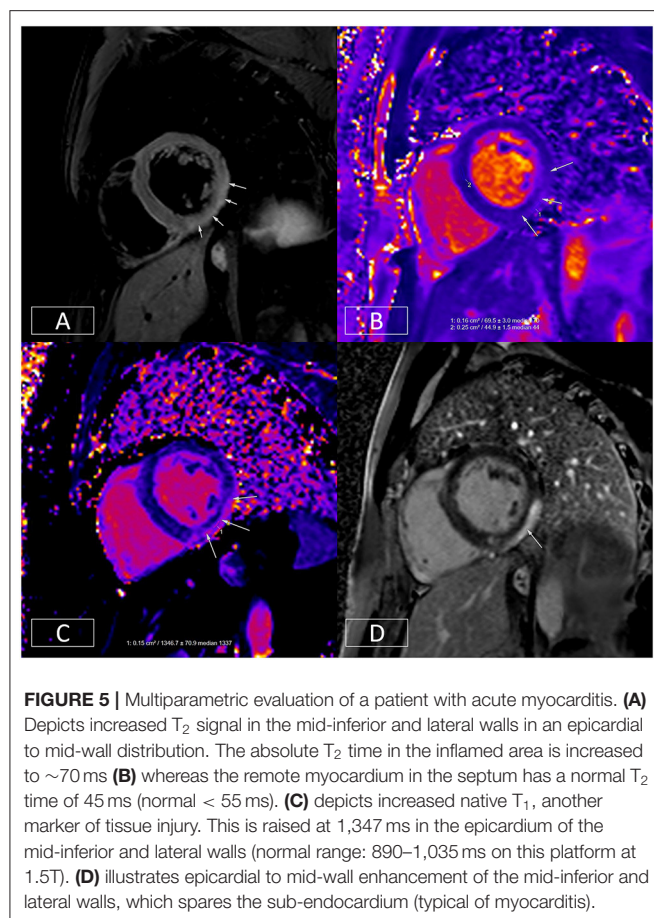 A
B
1: 0.16 cm² / 69.5 ± 3.0 median
2: 0.25 cm² / 44.9 ± 1.5 median 44
2
1
C
1: 0.15 cm² / 1346.7 ± 70.9 median 1337
D
FIGURE 5 | Multiparametric evaluation of a patient with acute myocarditis. (A)
Depicts increased T₂ signal in the mid-inferior and lateral walls in an epicardial
to mid-wall distribution. The absolute T₂ time in the inflamed area is increased
to ~70 ms (B) whereas the remote myocardium in the septum has a normal T₂
time of 45 ms (normal < 55 ms). (C) depicts increased native T₁, another
marker of tissue injury. This is raised at 1,347 ms in the epicardium of the
mid-inferior and lateral walls (normal range: 890–1,035 ms on this platform at
1.5T). (D) illustrates epicardial to mid-wall enhancement of the mid-inferior and
lateral walls, which spares the sub-endocardium (typical of myocarditis).